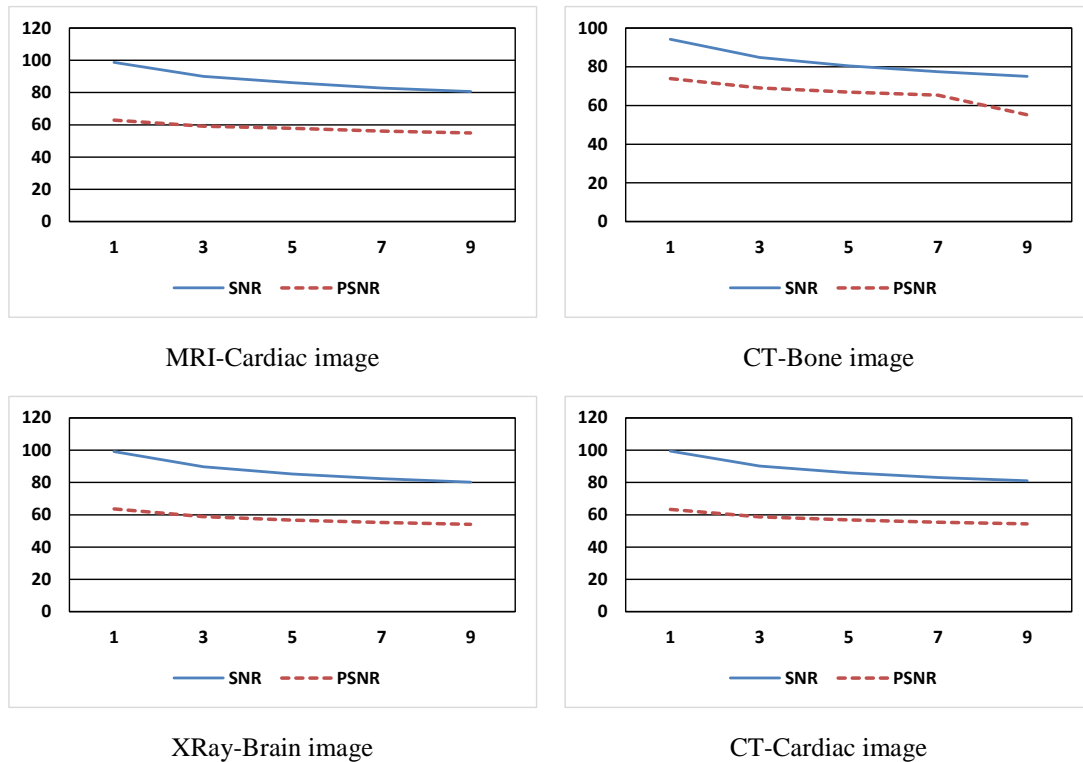 120
100
80
60
40
20
0
1 3 5 7 9
SNR PSNR
MRI-Cardiac image
100
80
60
40
20
0
1 3 5 7 9
SNR PSNR
CT-Bone image
120
100
80
60
40
20
0
1 3 5 7 9
SNR PSNR
XRay-Brain image
120
100
80
60
40
20
0
1 3 5 7 9
SNR PSNR
CT-Cardiac image